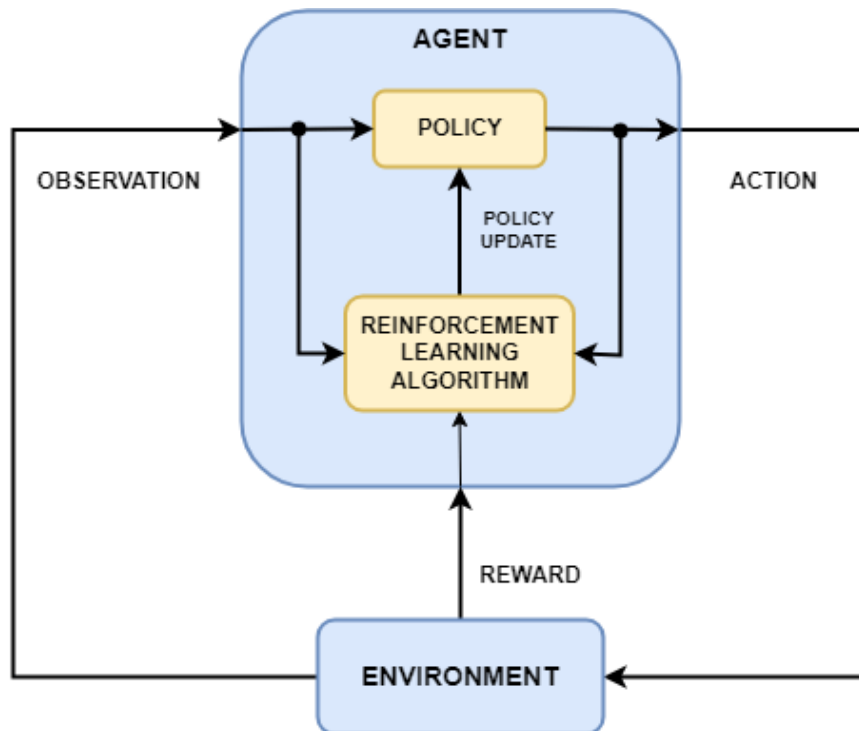 AGENT
POLICY
OBSERVATION
ACTION
POLICY
UPDATE
REINFORCEMENT
LEARNING
ALGORITHM
REWARD
ENVIRONMENT